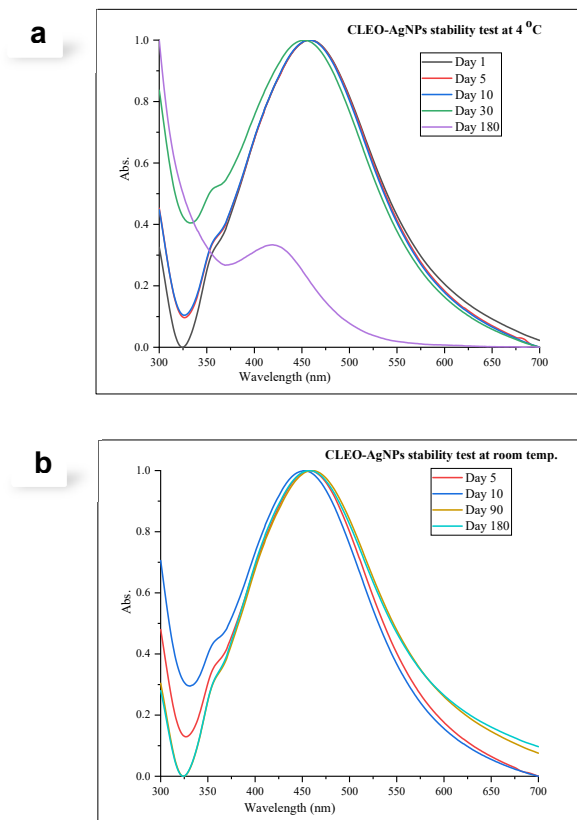 a
CLEO-AgNPs stability test at 4 °C
Day 1
Day 5
Day 10
Day 30
Day 180
1.0
0.8
0.6
0.4
0.2
0.0
Abs.
300 350 400 450 500 550 600 650 700
Wavelength (nm)
b
CLEO-AgNPs stability test at room temp.
Day 5
Day 10
Day 90
Day 180
1.0
0.8
0.6
0.4
0.2
0.0
Abs.
300 350 400 450 500 550 600 650 700
Wavelength (nm)